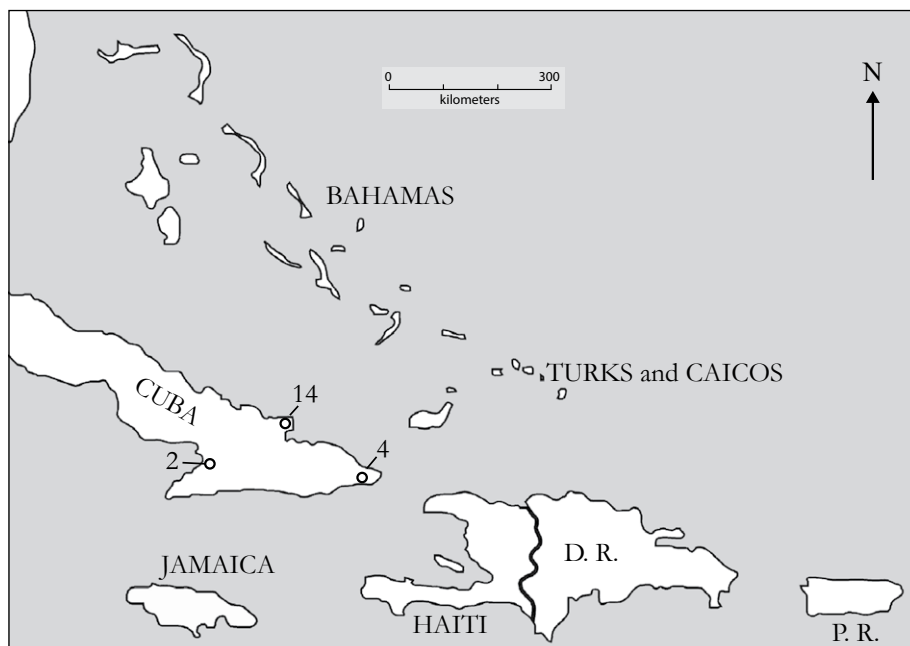 0 300
kilometers
N
BAHAMAS
TURKS and CAICOS
CUBA
14
2
4
JAMAICA
D. R.
HAITI
P. R.